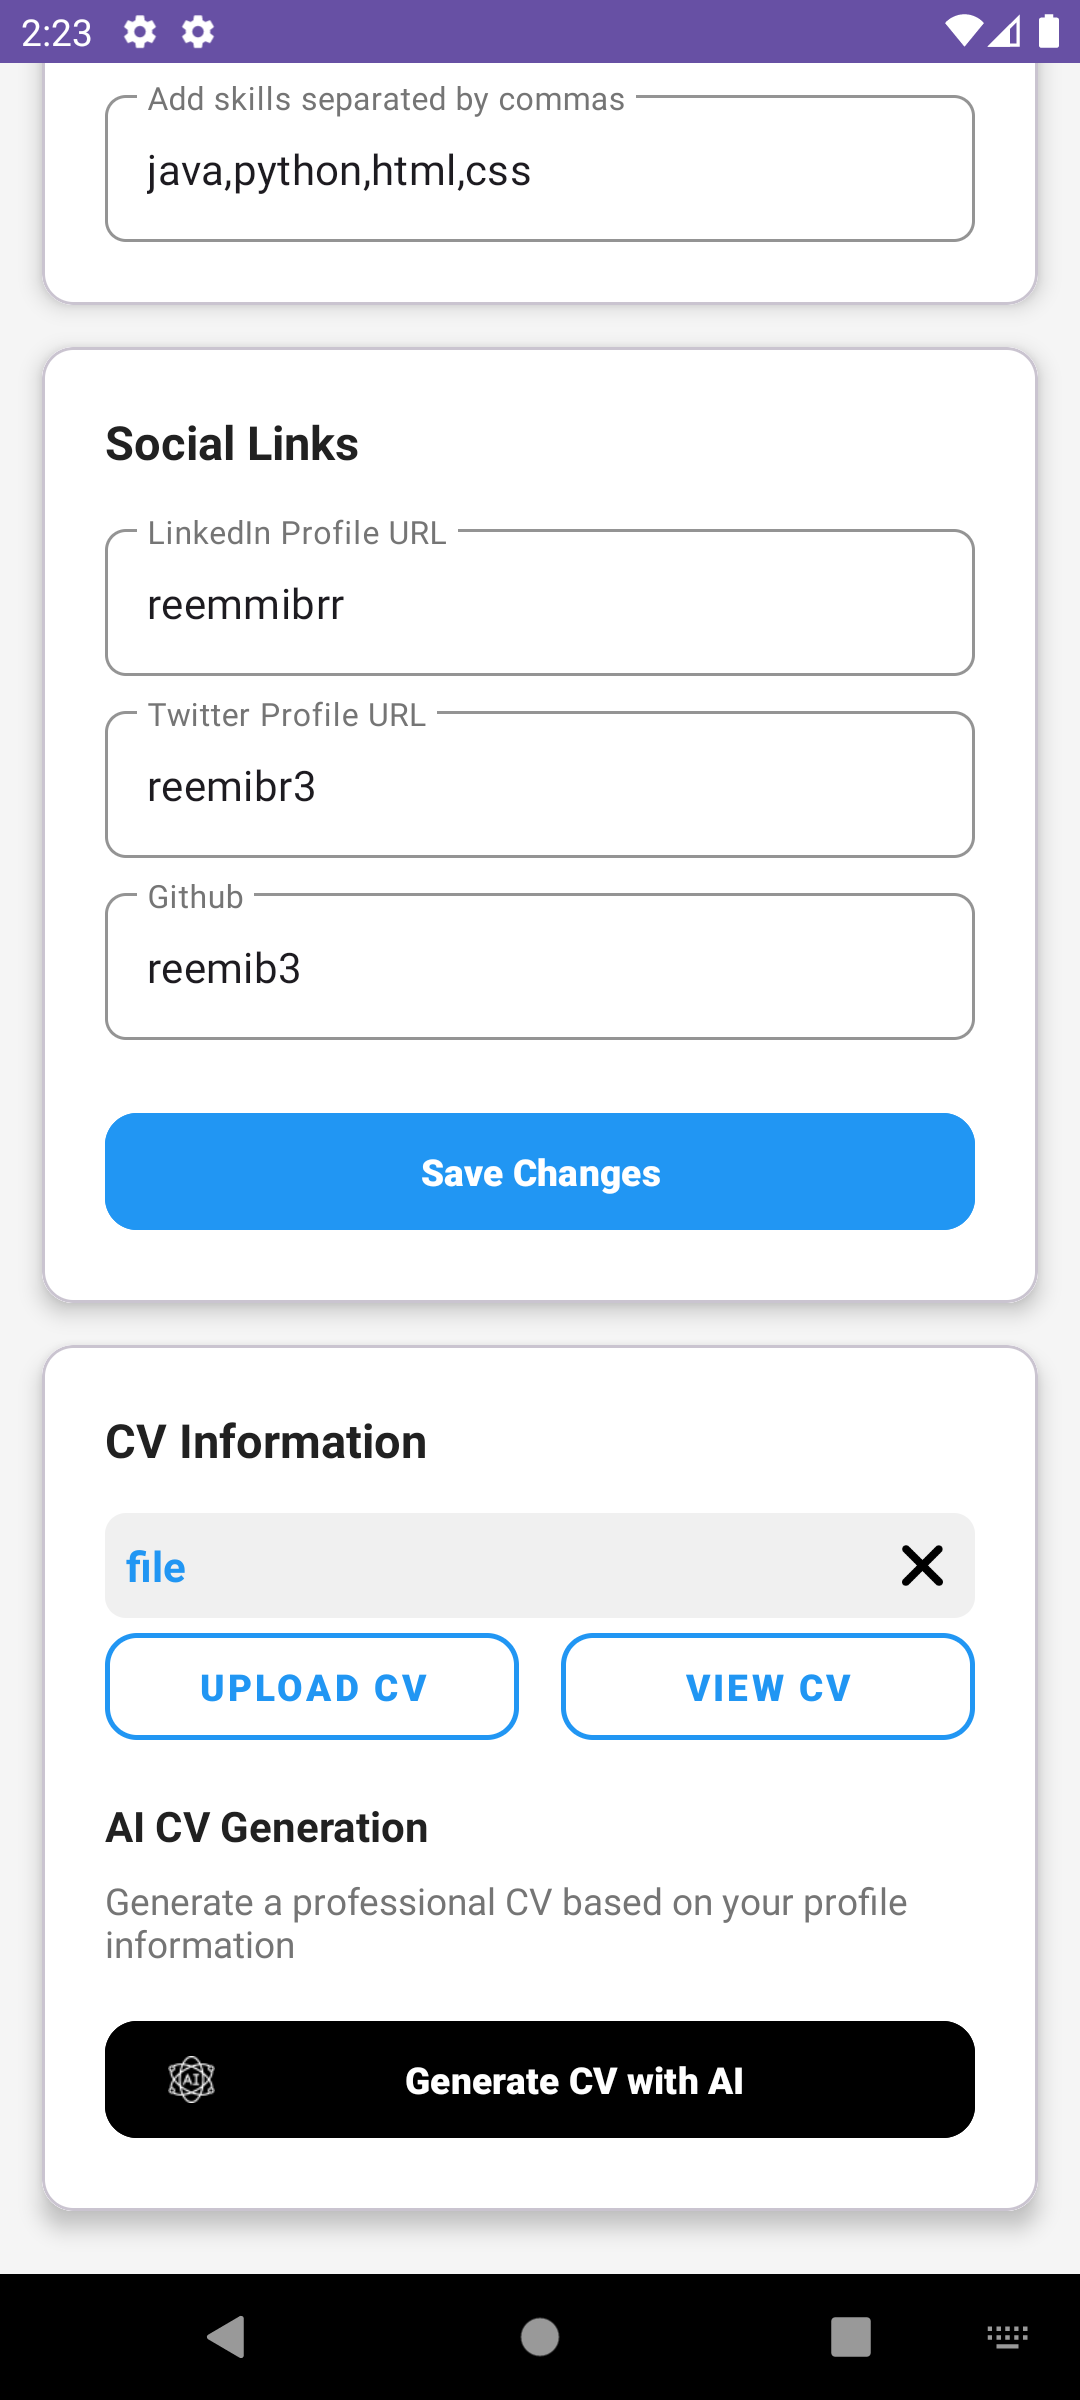 2:23
Add skills separated by commas
java,python,html,css
Social Links
LinkedIn Profile URL
reemmibrr
Twitter Profile URL
reemibr3
Github
reemib3
Save Changes
CV Information
file
UPLOAD CV
VIEW CV
AI CV Generation
Generate a professional CV based on your profile
information
AI
Generate CV with AI